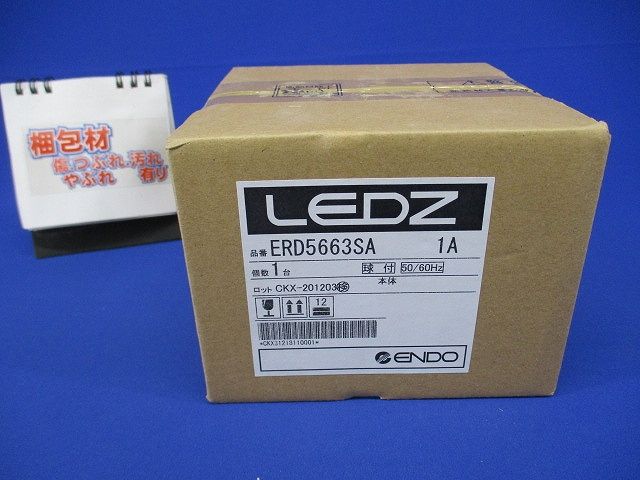 梱包材
傷つぶれ汚れ
やぶれ 有り
LEDZ
品番 ERD5663SA 1A
個数 1台 球付 50/60Hz
本体
ロット CKX-201203
12
*CKX31213110001*
ENDO